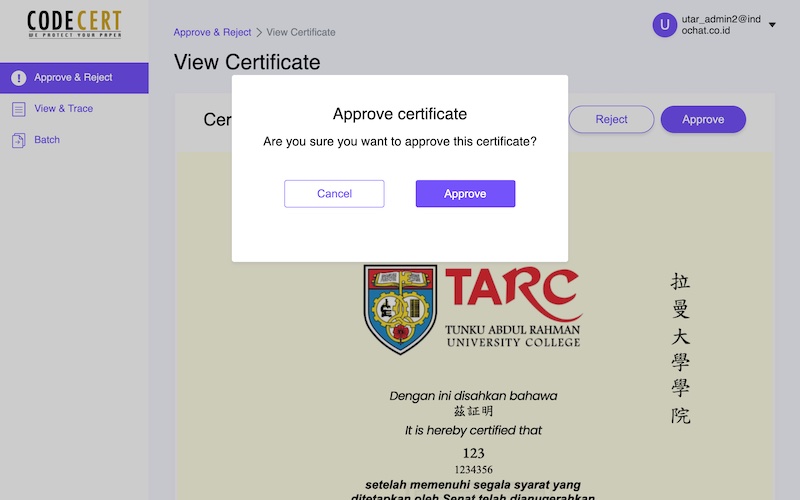 CODECERT
WE PROTECT YOUR PAPER
Approve & Reject > View Certificate
U
utar_admin2@ind
ochat.co.id
View Certificate
Approve & Reject
View & Trace
Batch
Cer
Reject
Approve
Approve certificate
Are you sure you want to approve this certificate?
Cancel
Approve
TARC
TUNKU ABDUL RAHMAN
UNIVERSITY COLLEGE
拉曼大學學院
Dengan ini disahkan bahawa
茲証明
It is hereby certified that
123
1234356
setelah memenuhi segala syarat yang
ditetapkan oleh Senat telah dianugerahkan